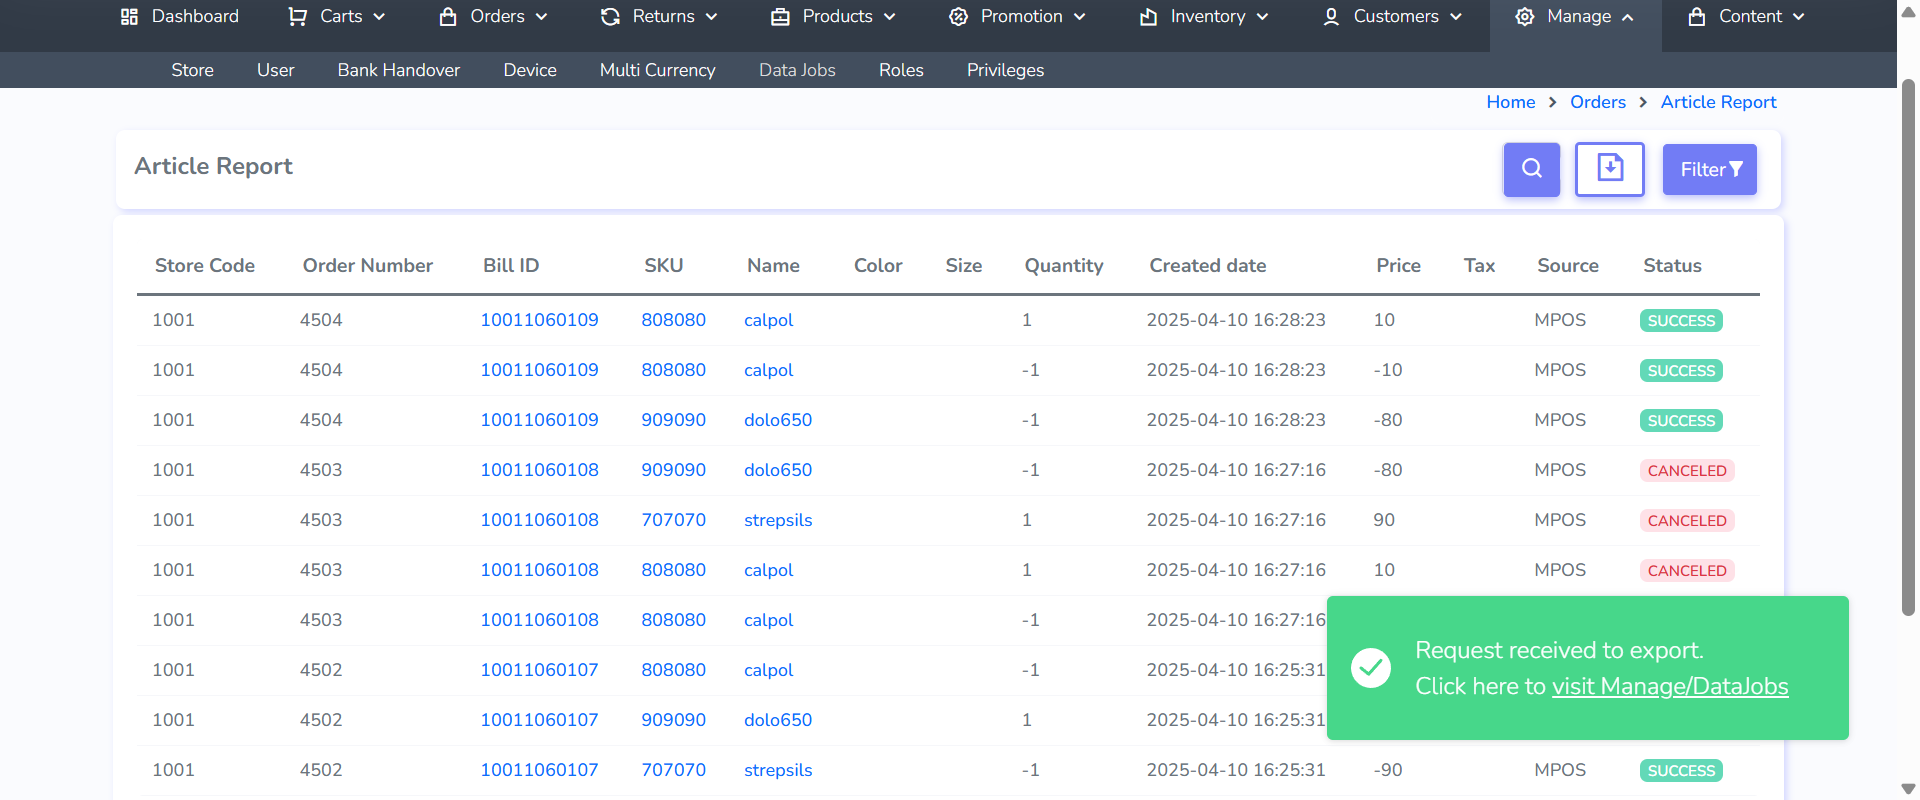 Dashboard Carts Orders Returns Products Promotion Inventory Customers Manage Content
Store User Bank Handover Device Multi Currency Data Jobs Roles Privileges
Home > Orders > Article Report
Article Report
Filter
Store Code Order Number Bill ID SKU Name Color Size Quantity Created date Price Tax Source Status
1001 4504 10011060109 808080 calpol 1 2025-04-10 16:28:23 10 MPOS SUCCESS
1001 4504 10011060109 808080 calpol -1 2025-04-10 16:28:23 -10 MPOS SUCCESS
1001 4504 10011060109 909090 dolo650 -1 2025-04-10 16:28:23 -80 MPOS SUCCESS
1001 4503 10011060108 909090 dolo650 -1 2025-04-10 16:27:16 -80 MPOS CANCELED
1001 4503 10011060108 707070 strepsils 1 2025-04-10 16:27:16 90 MPOS CANCELED
1001 4503 10011060108 808080 calpol 1 2025-04-10 16:27:16 10 MPOS CANCELED
1001 4503 10011060108 808080 calpol -1 2025-04-10 16:27:16
1001 4502 10011060107 808080 calpol -1 2025-04-10 16:25:31
1001 4502 10011060107 909090 dolo650 1 2025-04-10 16:25:31
1001 4502 10011060107 707070 strepsils -1 2025-04-10 16:25:31 -90 MPOS SUCCESS
Request received to export.
Click here to visit Manage/DataJobs